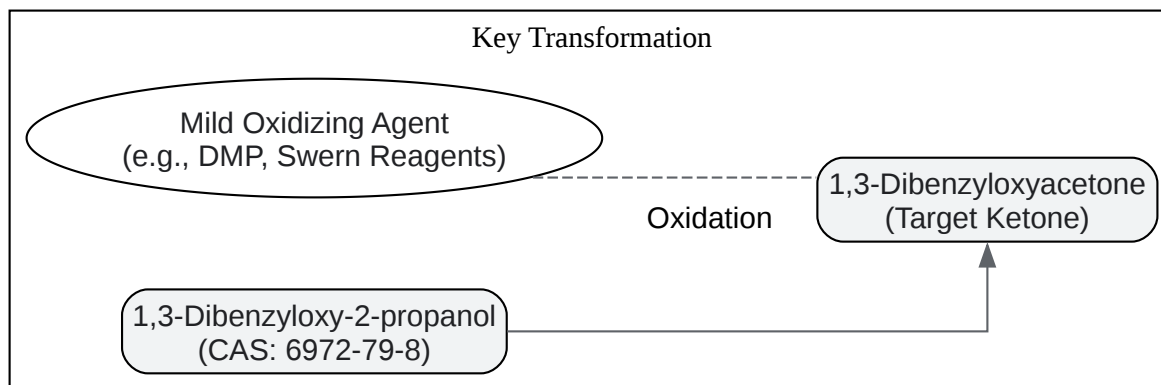 Key Transformation
Mild Oxidizing Agent
(e.g., DMP, Swern Reagents)
1,3-Dibenzyloxyacetone
(Target Ketone)
Oxidation
1,3-Dibenzyloxy-2-propanol
(CAS: 6972-79-8)